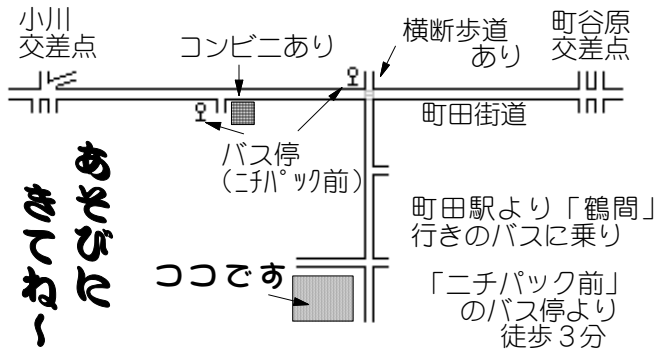 小川
交差点
コンビニあり
横断歩道
あり
町谷原
交差点
町田街道
バス停
(ニチパック前)
あそびに
きてね～
ココです
町田駅より「鶴間」
行きのバスに乗り
「ニチパック前」
のバス停より
徒歩３分